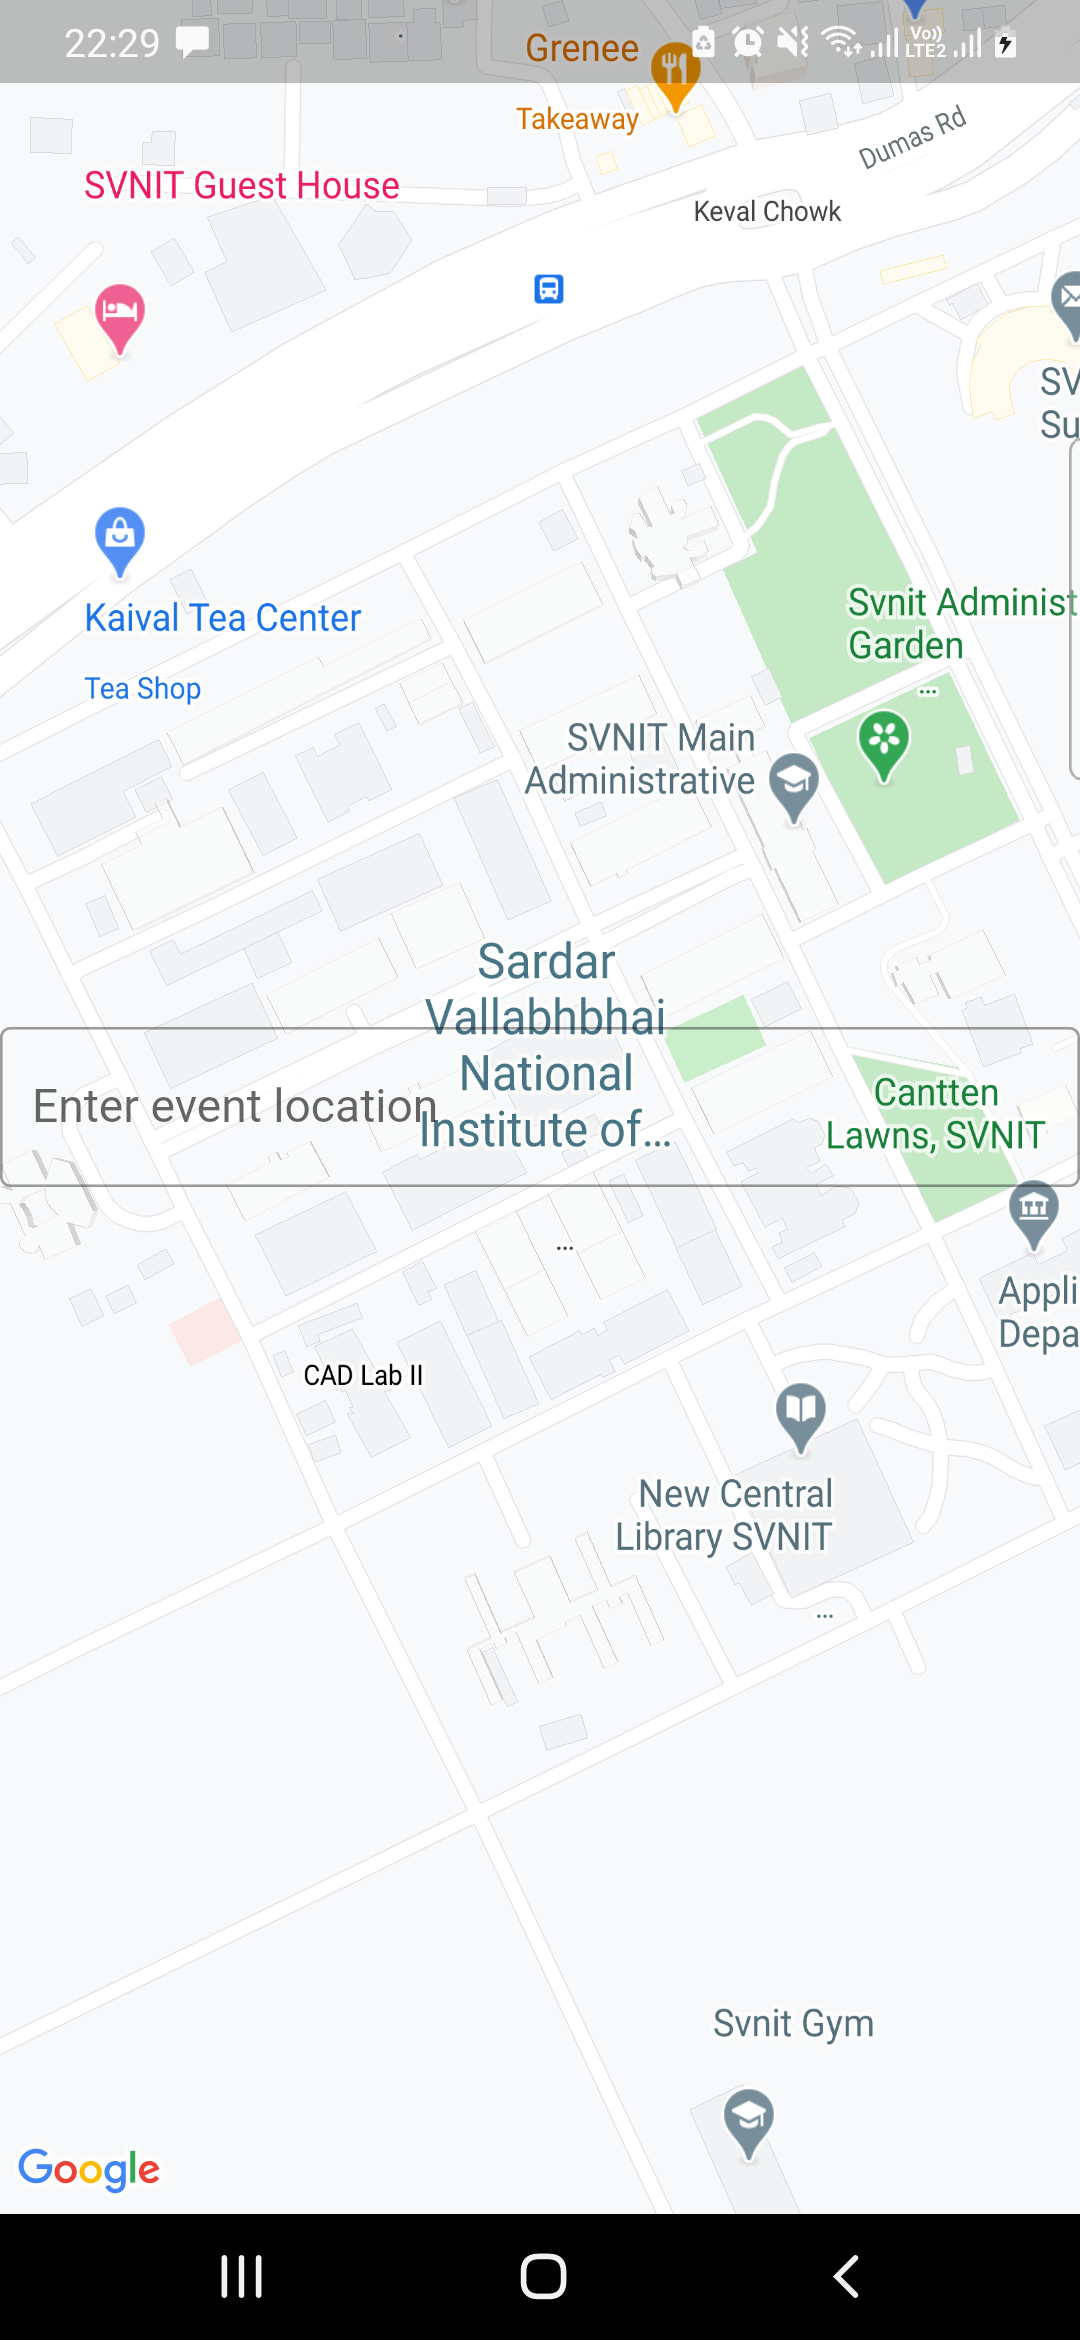 22:29
Vo))
LTE2
Grenee
Takeaway
Dumas Rd
SVNIT Guest House
Keval Chowk
SV
Su
Kaival Tea Center
Tea Shop
Svnit Administ
Garden
...
SVNIT Main
Administrative
Sardar
Vallabhbhai
National
Institute of...
Enter event location
Cantten
Lawns, SVNIT
...
Appli
Depa
CAD Lab II
New Central
Library SVNIT
...
Svnit Gym
Google